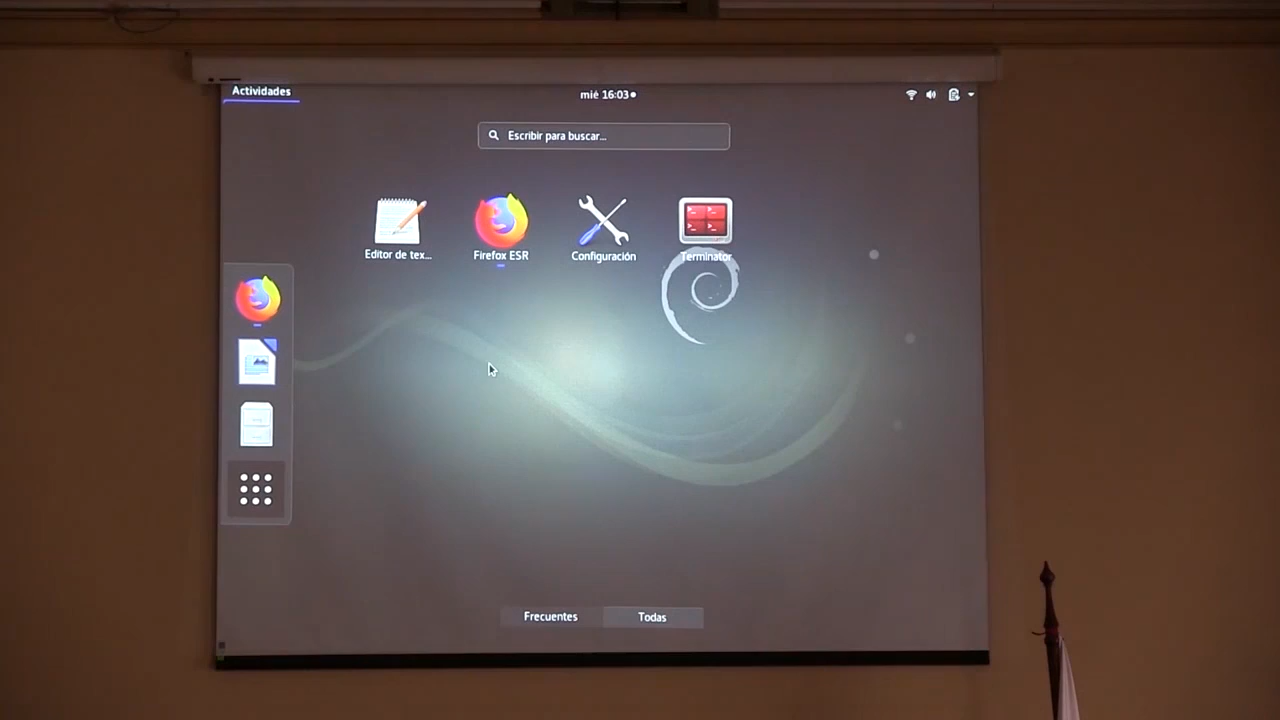 Actividades
mié 16:03
Escribir para buscar...
Editor de tex...
Firefox ESR
Configuración
Terminator
Frecuentes
Todas